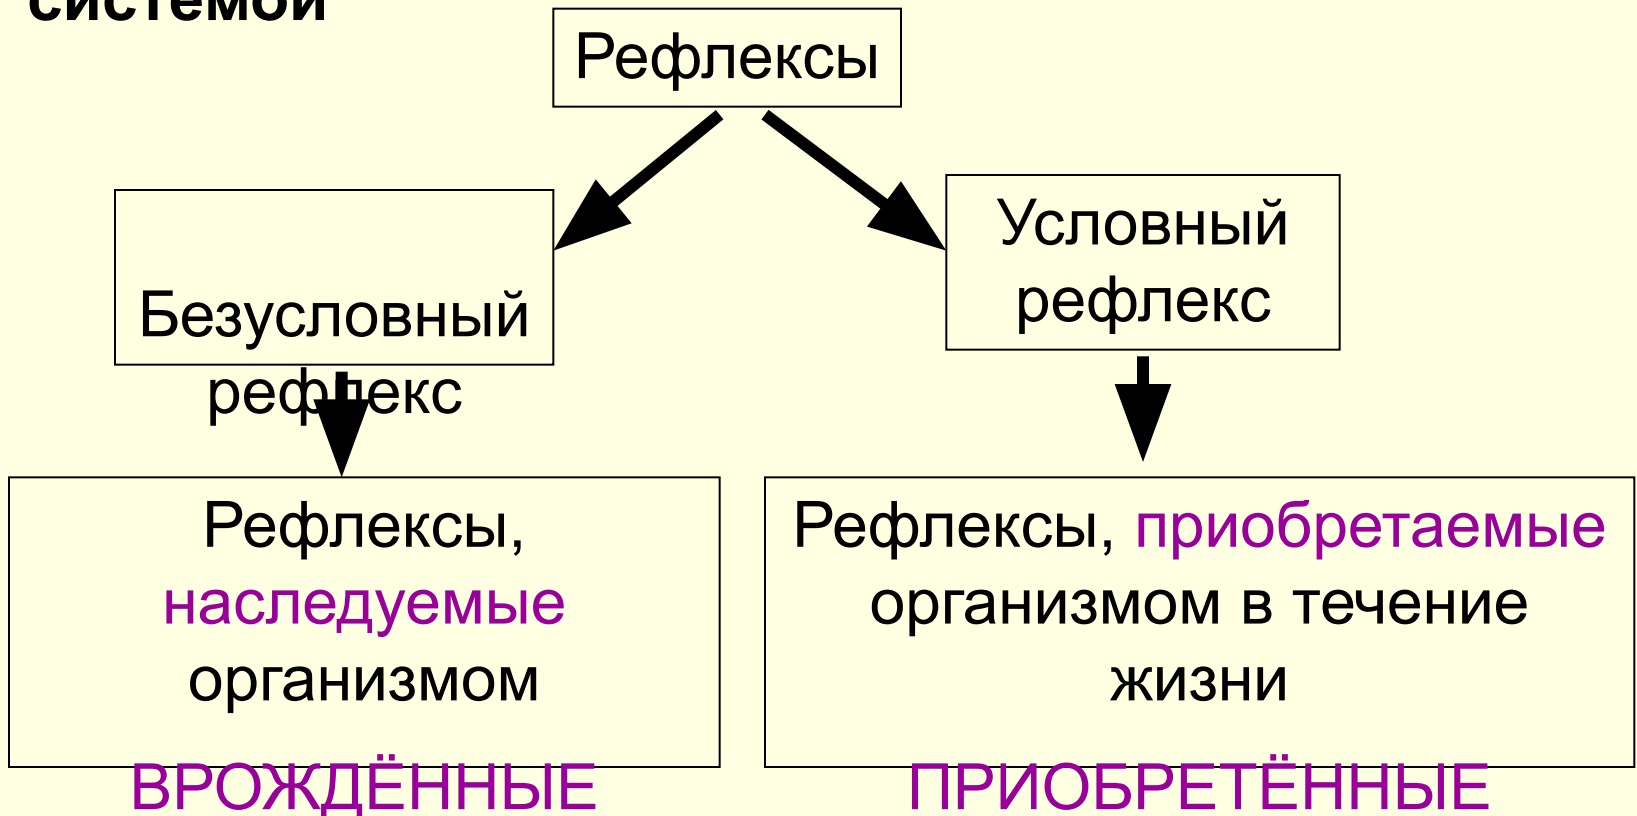 системой
Рефлексы
Безусловный
рефлекс
Условный
рефлекс
Рефлексы,
наследуемые
организмом
ВРОЖДЁННЫЕ
Рефлексы, приобретаемые
организмом в течение
жизни
ПРИОБРЕТЁННЫЕ